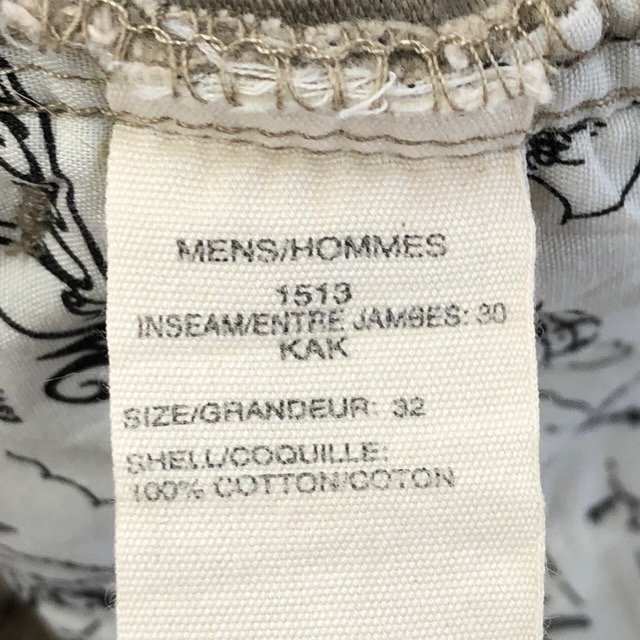 MENS/HOMMES
1513
INSEAM/ENTRE JAMBES: 30
KAK
SIZE/GRANDEUR: 32
SHELL/COQUILLE:
100% COTTON/COTON